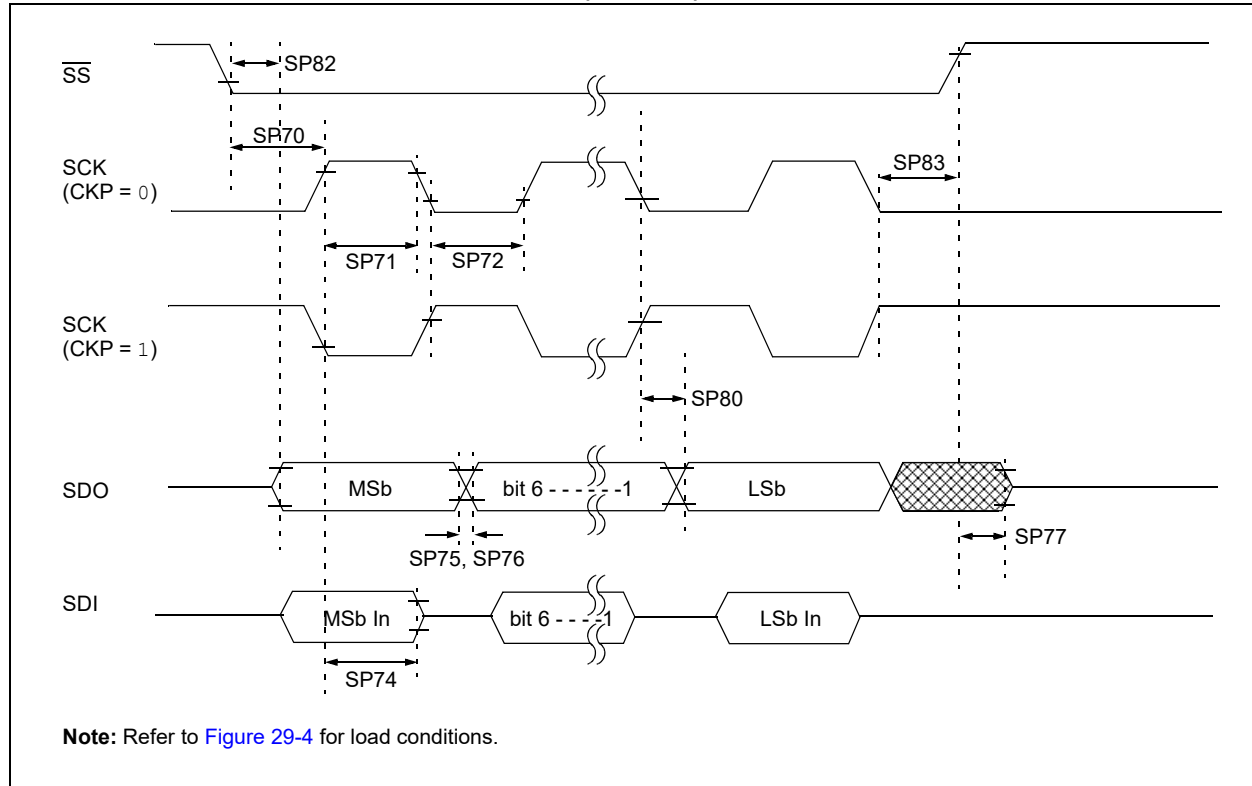 SS
SP82
SP70
SCK
(CKP = 0)
SP83
SP71
SP72
SCK
(CKP = 1)
SP80
SDO
MSb
bit 6 - - - - - -1
LSb
SP77
SP75, SP76
SDI
MSb In
bit 6 - - - -1
LSb In
SP74
Note: Refer to Figure 29-4 for load conditions.